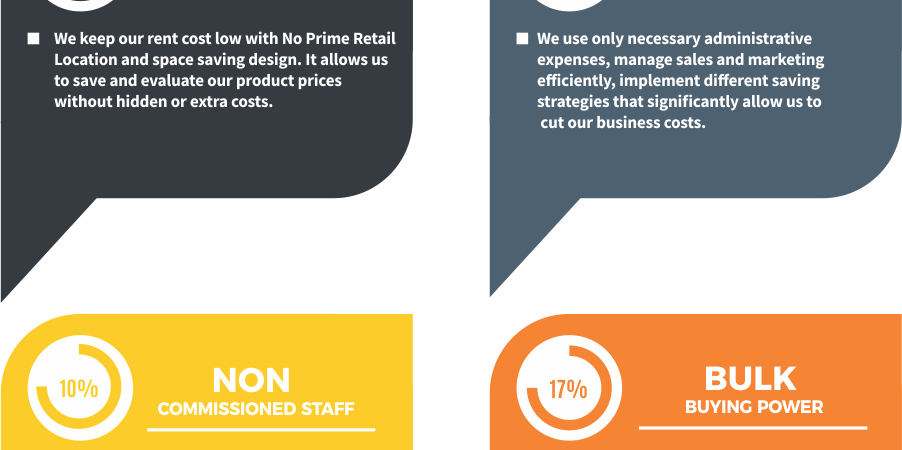 We keep our rent cost low with No Prime Retail
Location and space saving design. It allows us
to save and evaluate our product prices
without hidden or extra costs.
We use only necessary administrative
expenses, manage sales and marketing
efficiently, implement different saving
strategies that significantly allow us to
cut our business costs.
10%
NON
COMMISSIONED STAFF
17%
BULK
BUYING POWER